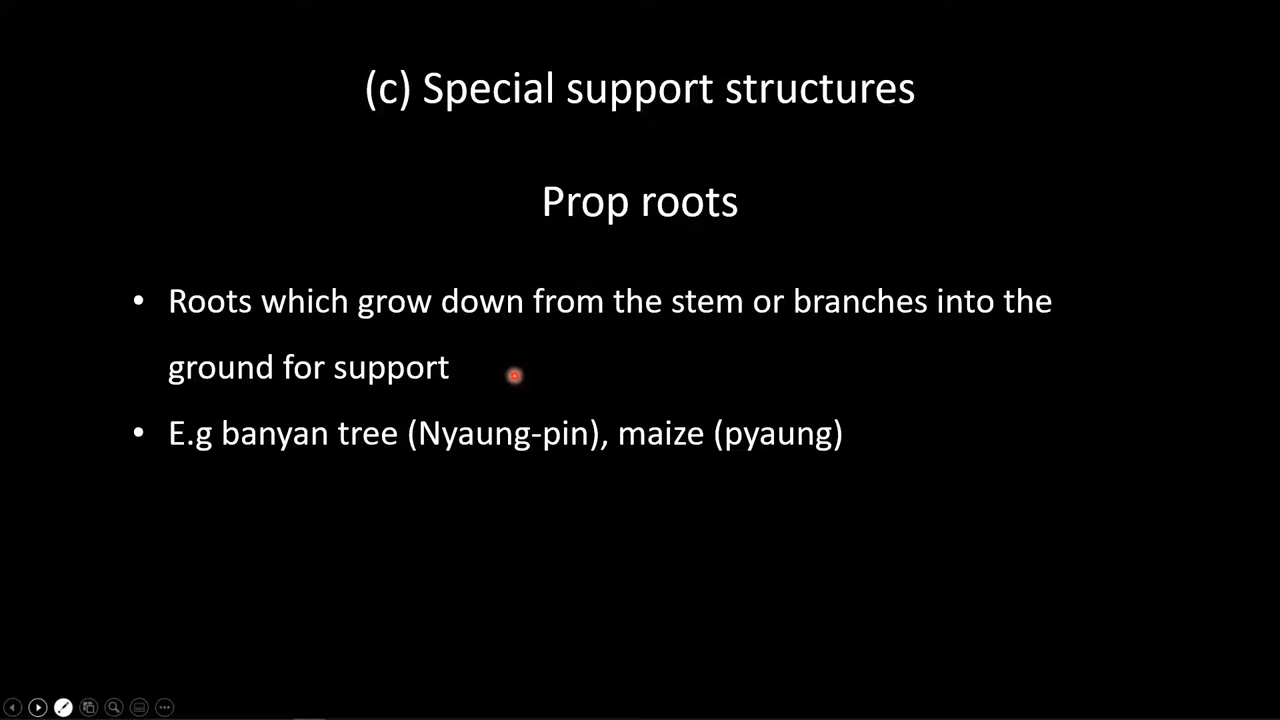 (c) Special support structures
Prop roots
• Roots which grow down from the stem or branches into the
ground for support
• E.g banyan tree (Nyaung-pin), maize (pyaung)